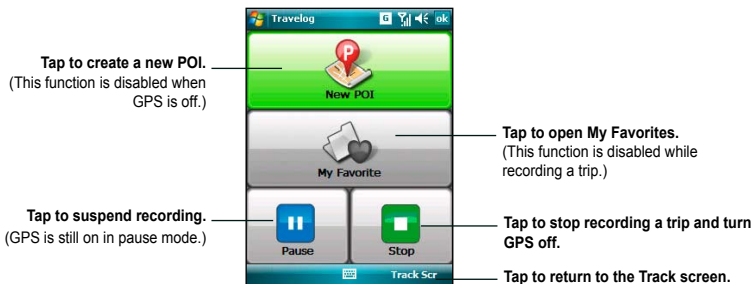 Travelog
G
ok
Tap to create a new POI.
(This function is disabled when
GPS is off.)
P
New POI
Tap to open My Favorites.
(This function is disabled while
recording a trip.)
My Favorite
Tap to suspend recording.
(GPS is still on in pause mode.)
Pause
Stop
Tap to stop recording a trip and turn
GPS off.
Track Scr
Tap to return to the Track screen.